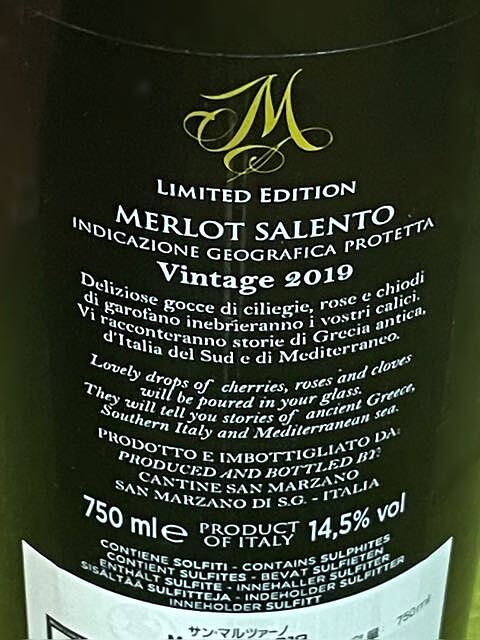 M
LIMITED EDITION
MERLOT SALENTO
INDICAZIONE GEOGRAFICA PROTETTA
Vintage 2019
Deliziose gocce di ciliegie, rose e chiodi
di garofano inebrieranno i vostri calici.
Vi racconteranno storie di Grecia antica,
d'Italia del Sud e di Mediterraneo.
Lovely drops of cherries, roses and cloves
will be poured in your glass.
They will tell you stories of ancient Greece,
Southern Italy and Mediterranean sea.
PRODOTTO E IMBOTTIGLIATO DA:
PRODUCED AND BOTTLED BY:
CANTINE SAN MARZANO
SAN MARZANO DI S.G. - ITALIA
750 ml e PRODUCT OF ITALY 14,5% vol
CONTIENE SOLFITI - CONTAINS SULPHITES
CONTIENT SULFITES - BEVAT SULFIETEN
ENTHÄLT SULFITE - INNEHÅLLER SULFITER
SISÄLTÄÄ SULFIITTEJA - INDEHOLDER SULFITTER
INNEHOLDER SULFITT
サン・マルツァーノ
750ml